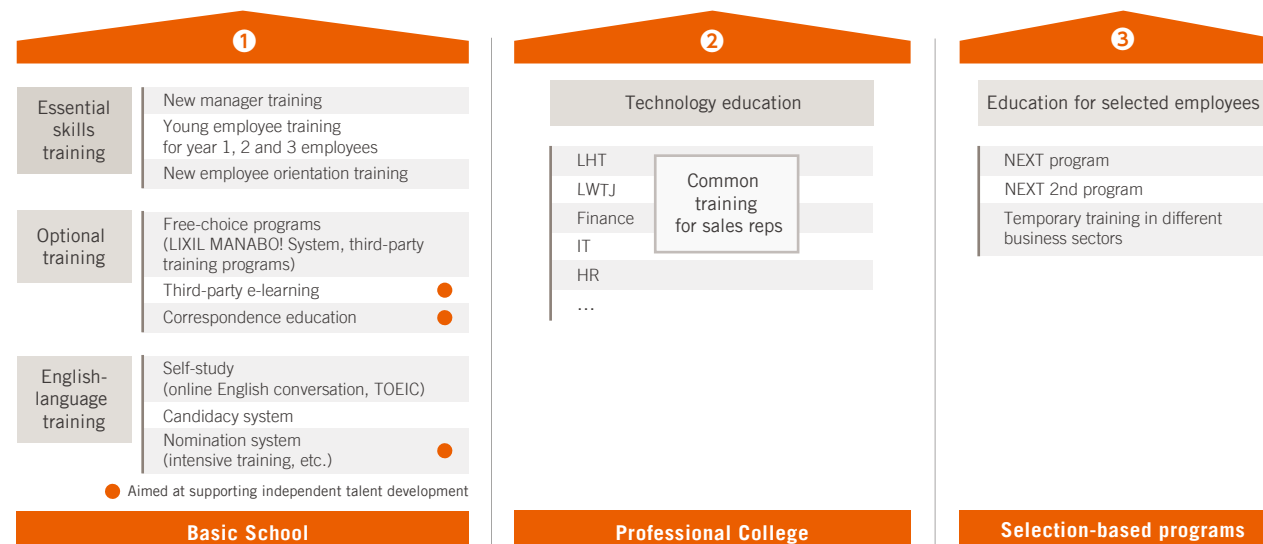 1
Essential
skills
training
New manager training
Young employee training
for year 1, 2 and 3 employees
New employee orientation training
Optional
training
Free-choice programs
(LIXIL MANABO! System, third-party
training programs)
Third-party e-learning
Correspondence education
English-
language
training
Self-study
(online English conversation, TOEIC)
Candidacy system
Nomination system
(intensive training, etc.)
Aimed at supporting independent talent development
Basic School
2
Technology education
LHT
LWTJ
Finance
IT
HR
…
Common
training
for sales reps
Professional College
3
Education for selected employees
NEXT program
NEXT 2nd program
Temporary training in different
business sectors
Selection-based programs